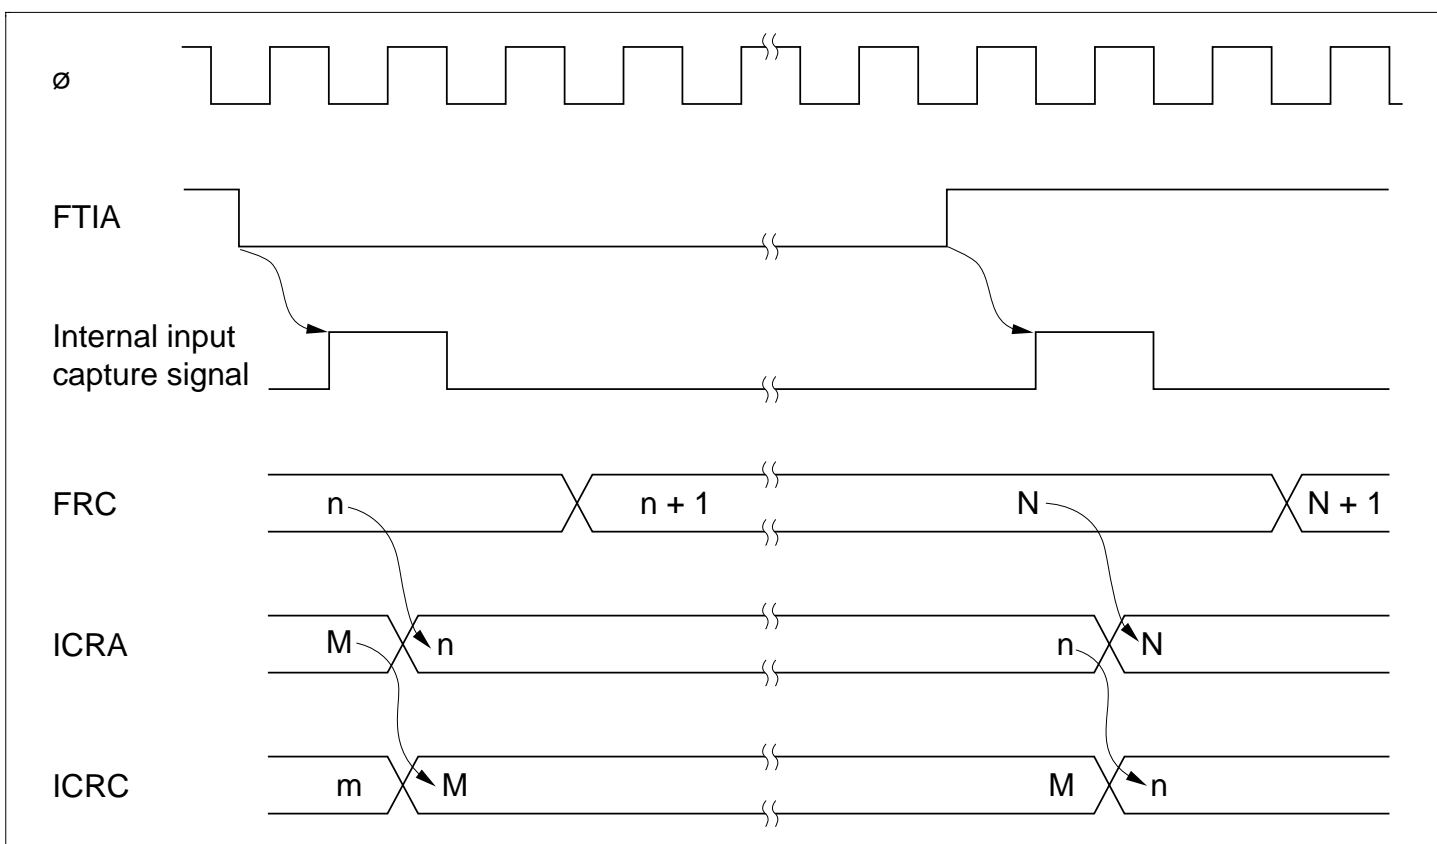 ø
FTIA
Internal input
capture signal
FRC n n + 1 N N + 1
ICRA M n n N
ICRC m M M n